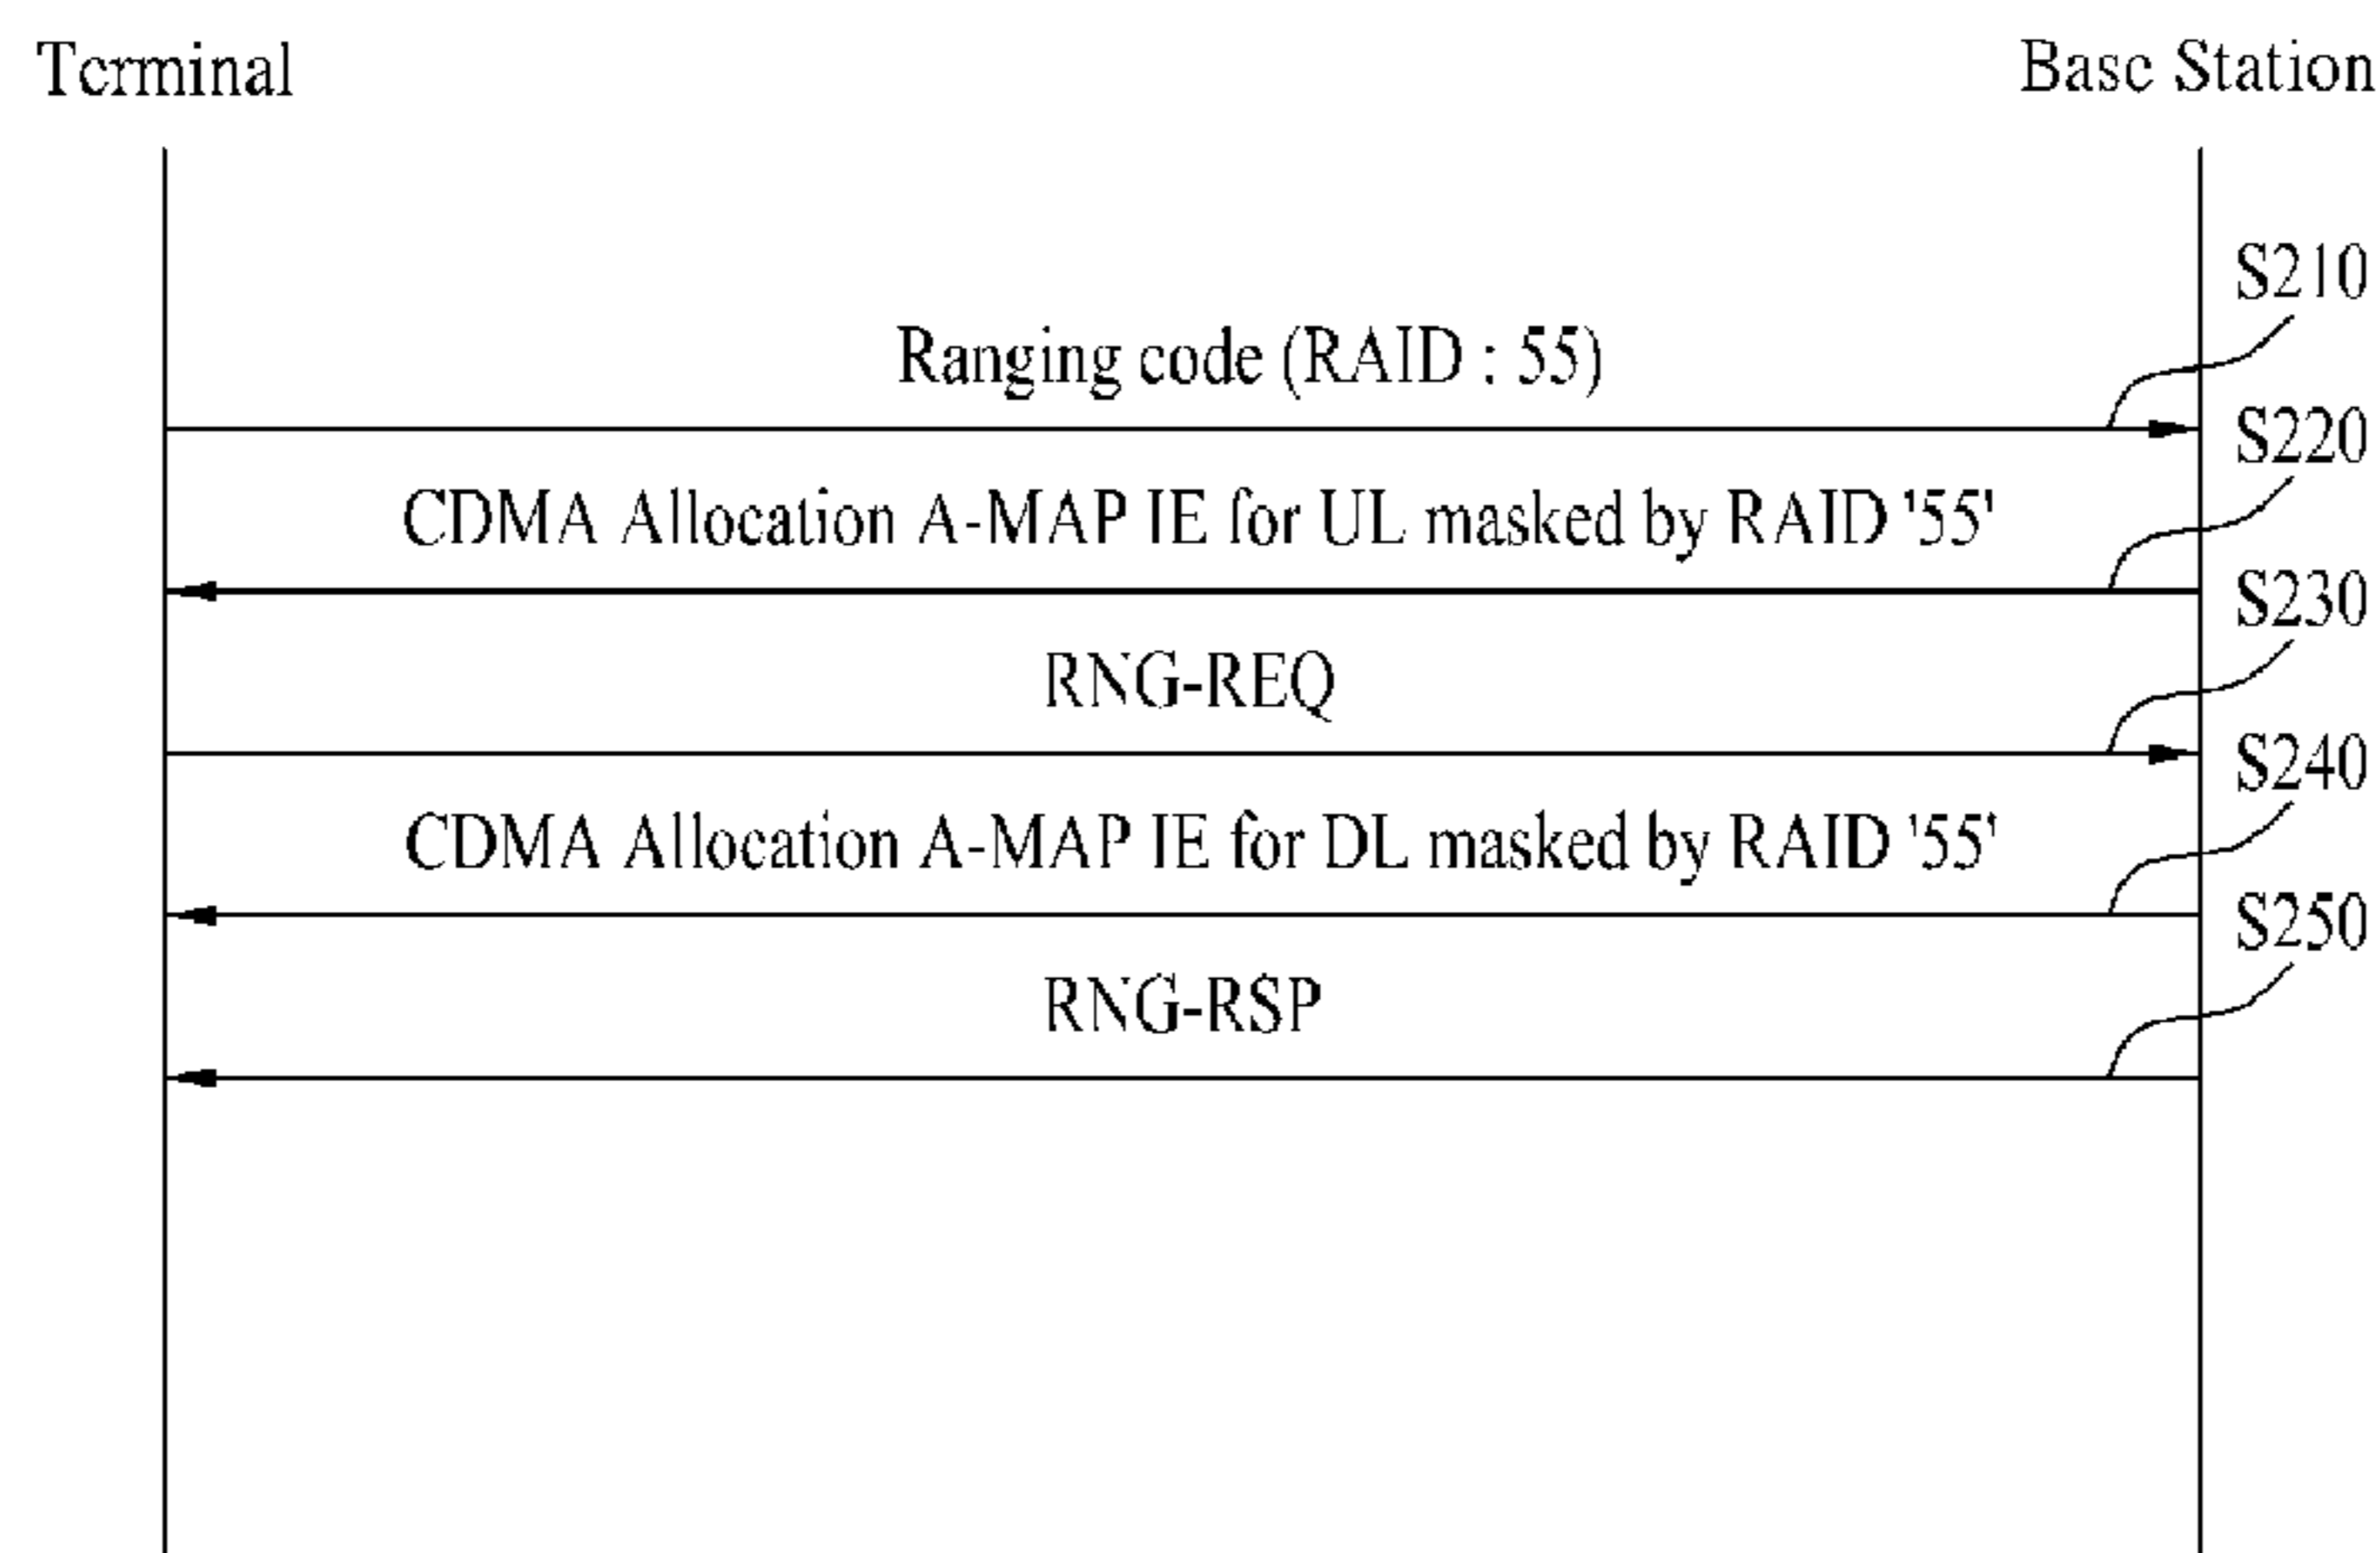 Terminal
Base Station
S210
Ranging code (RAID : 55)
S220
CDMA Allocation A-MAP IE for UL masked by RAID '55'
S230
RNG-REQ
S240
CDMA Allocation A-MAP IE for DL masked by RAID '55'
S250
RNG-RSP